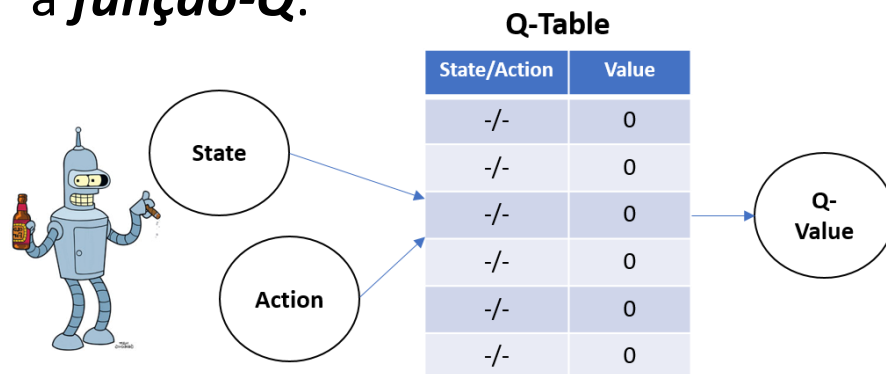 a função-Q.
Q-Table
State/Action Value
-/- 0
-/- 0
-/- 0
-/- 0
-/- 0
-/- 0
State
Action
Q-
Value